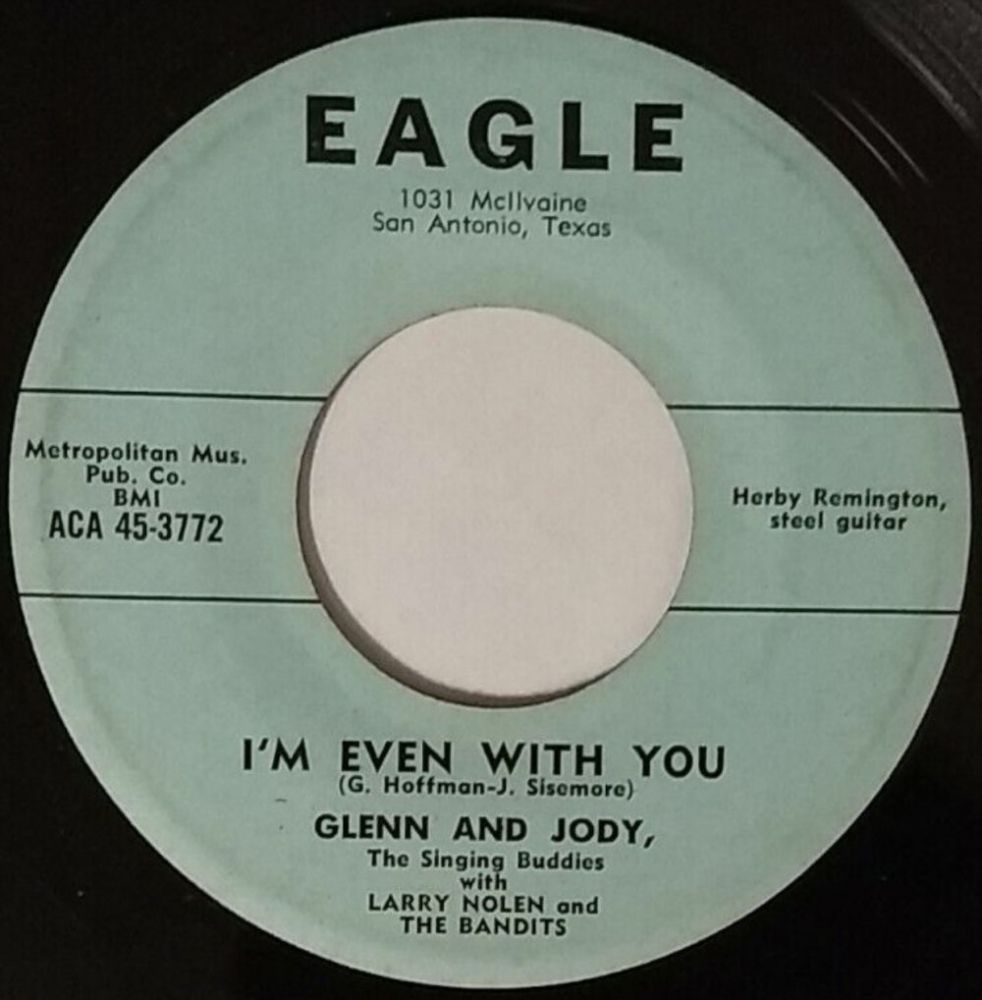 EAGLE
1031 McIlvaine
San Antonio, Texas
Metropolitan Mus.
Pub. Co.
BMI
ACA 45-3772
Herby Remington,
steel guitar
I'M EVEN WITH YOU
(G. Hoffman-J. Sisemore)
GLENN AND JODY,
The Singing Buddies
with
LARRY NOLEN and
THE BANDITS